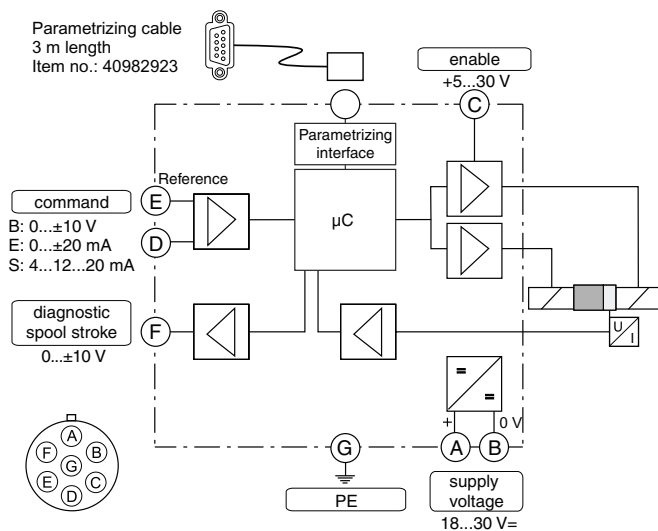 Parametrizing cable
3 m length
Item no.: 40982923
enable
+5...30 V
C
Parametrizing
interface
Reference
E
command
B: 0...±10 V
E: 0...±20 mA
S: 4...12...20 mA
D
µC
diagnostic
spool stroke
0...±10 V
F
U
I
=
=
+
0 V
A
B
G
PE
supply
voltage
18...30 V=
A
F
B
G
E
C
D